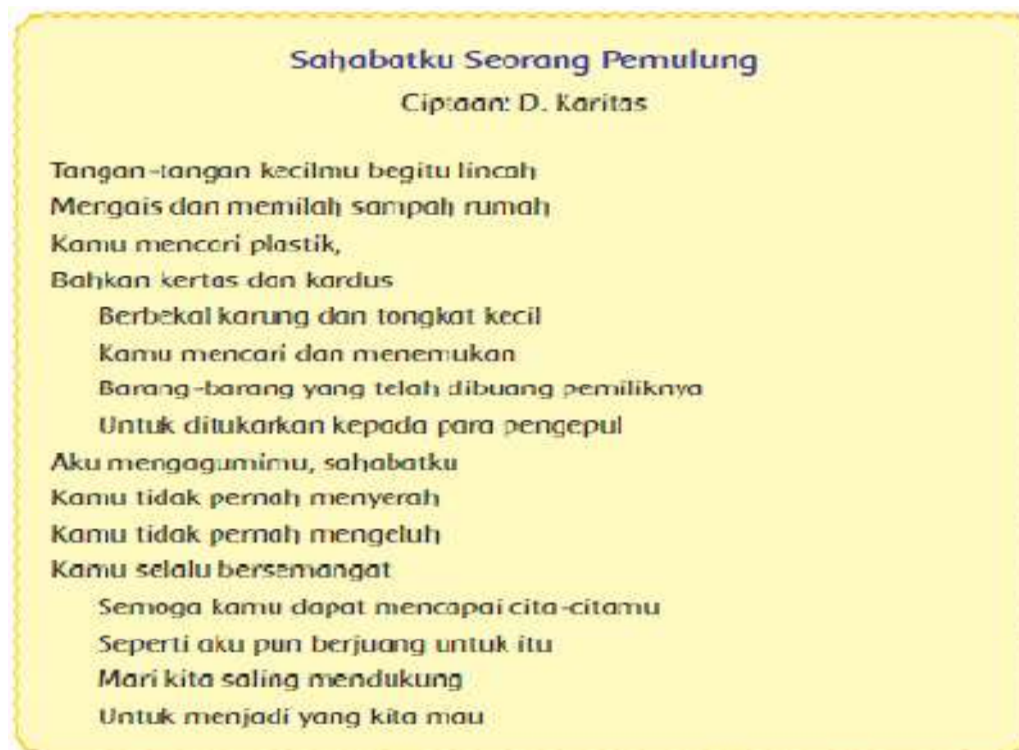 Sahabatku Seorang Pemulung
Ciptaan: D. Karitas
Tangan-tangan kecilmu begitu lincah
Mengais dan memilah sampah rumah
Kamu mencari plastik,
Bahkan kertas dan kardus
Berbekal karung dan tongkat kecil
Kamu mencari dan menemukan
Barang-barang yang telah dibuang pemiliknya
Untuk ditukarkan kepada para pengepul
Aku mengagumimu, sahabatku
Kamu tidak pernah menyerah
Kamu tidak pernah mengeluh
Kamu selalu bersemangat
Semoga kamu dapat mencapai cita-citamu
Seperti aku pun berjuang untuk itu
Mari kita saling mendukung
Untuk menjadi yang kita mau